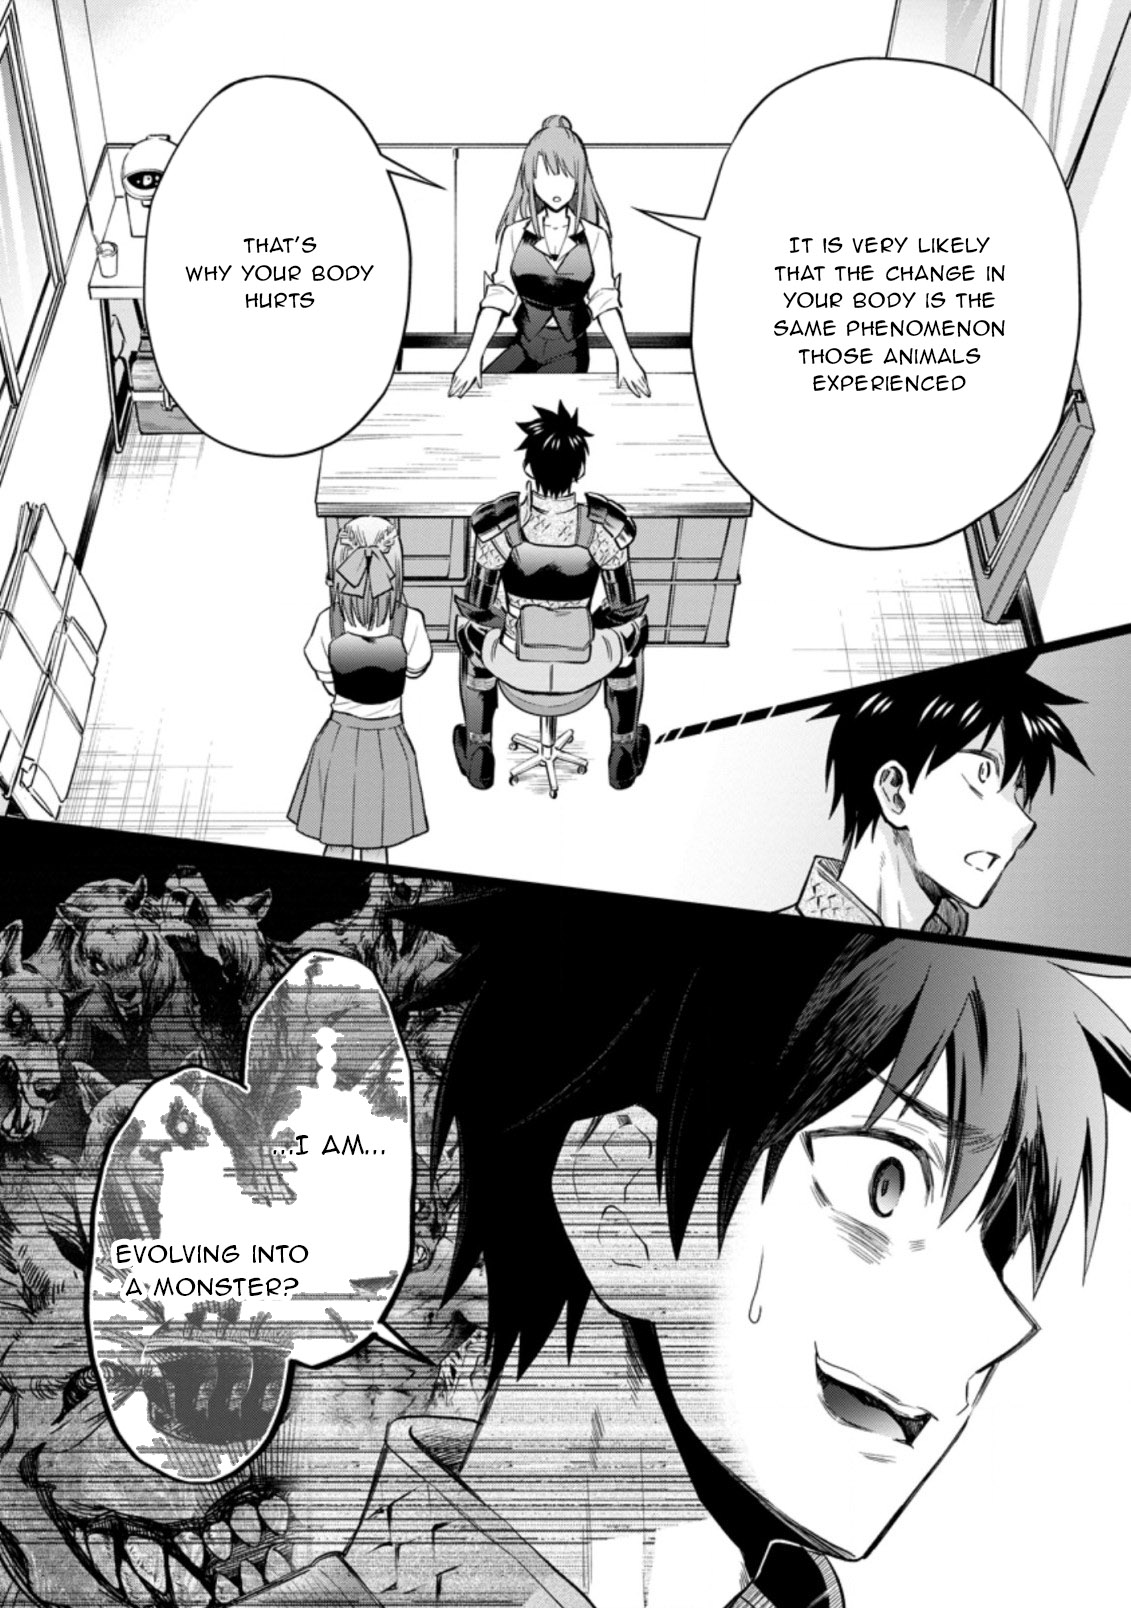 IT IS VERY LIKELY
THAT THE CHANGE IN
YOUR BODY IS THE
SAME PHENOMENON
THOSE ANIMALS
EXPERIENCED
THAT'S
WHY YOUR BODY
HURTS
...I AM...
EVOLVING INTO
A MONSTER?